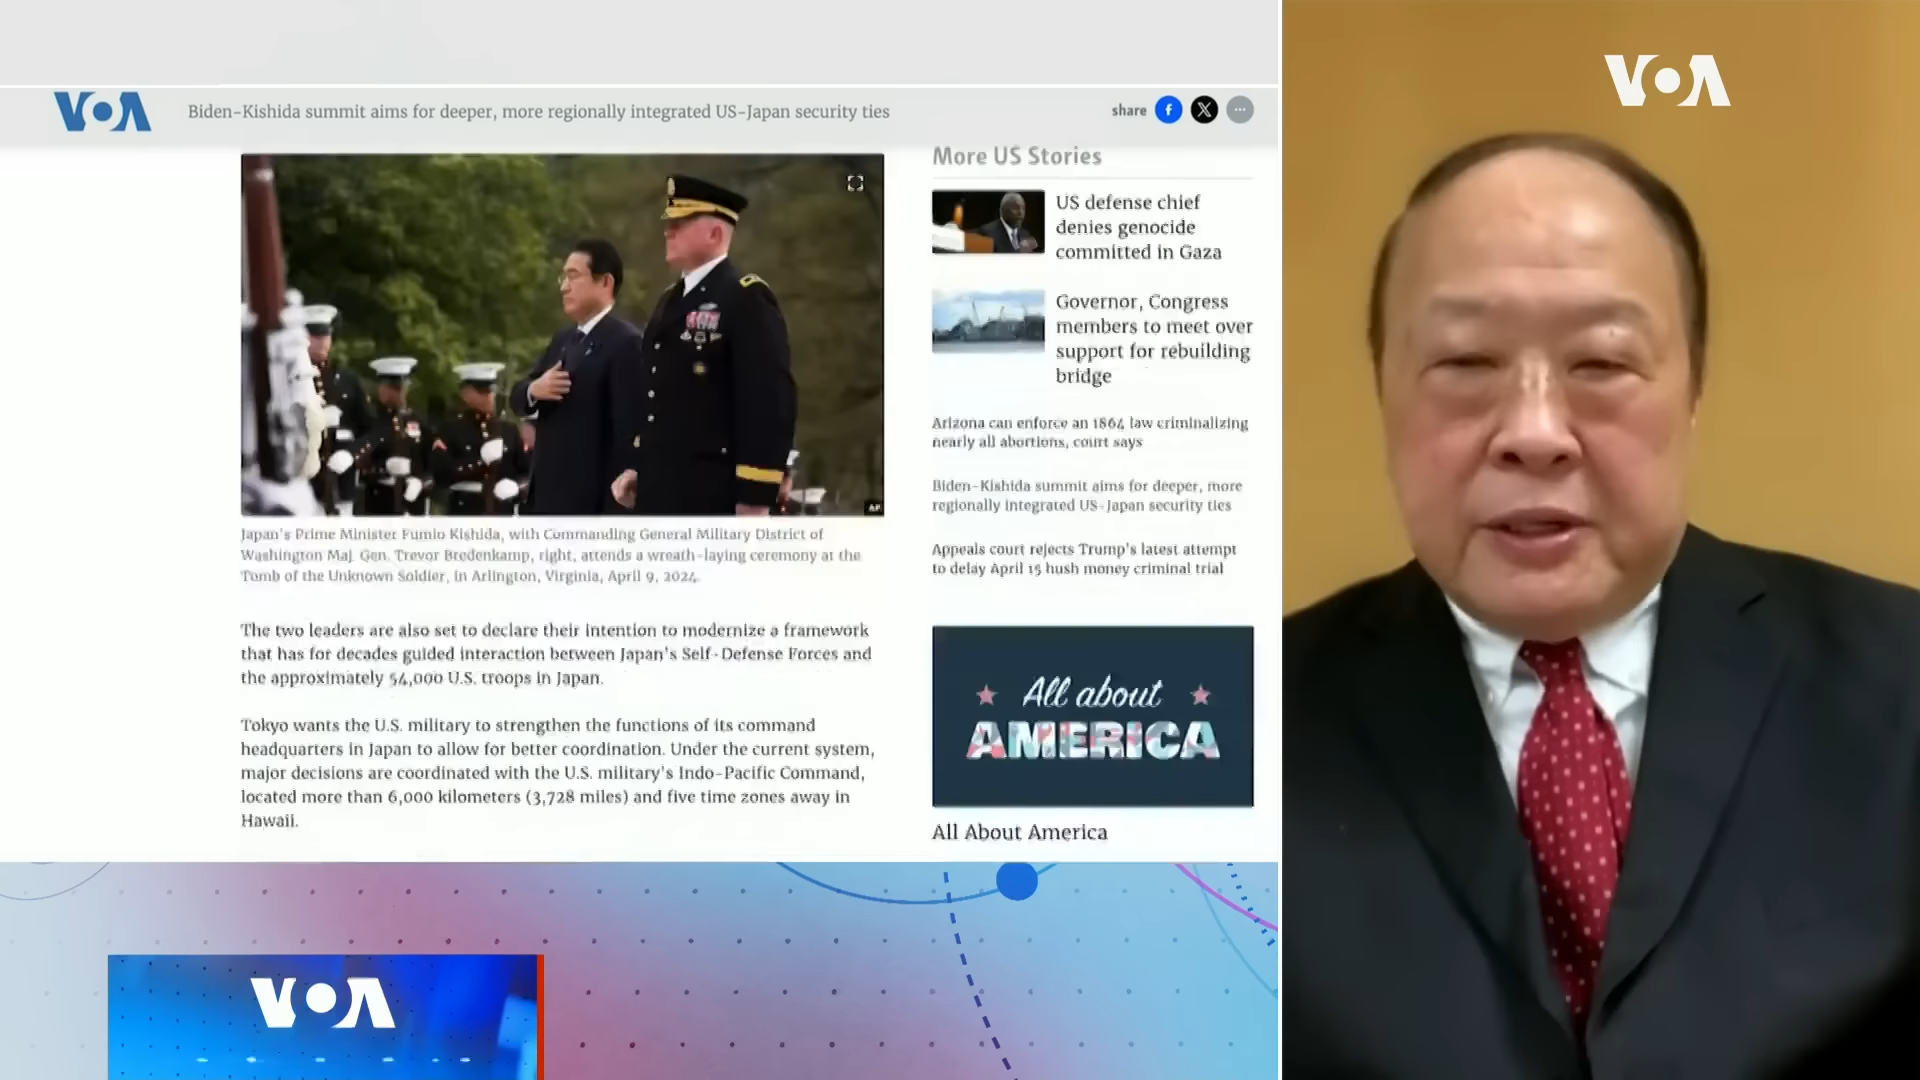 VOA
Biden-Kishida summit aims for deeper, more regionally integrated US-Japan security ties
share
AP
Japan's Prime Minister Fumio Kishida, with Commanding General Military District of
Washington Maj. Gen. Trevor Bredenkamp, right, attends a wreath-laying ceremony at the
Tomb of the Unknown Soldier, in Arlington, Virginia, April 9, 2024.
The two leaders are also set to declare their intention to modernize a framework
that has for decades guided interaction between Japan's Self-Defense Forces and
the approximately 54,000 U.S. troops in Japan.
Tokyo wants the U.S. military to strengthen the functions of its command
headquarters in Japan to allow for better coordination. Under the current system,
major decisions are coordinated with the U.S. military's Indo-Pacific Command,
located more than 6,000 kilometers (3,728 miles) and five time zones away in
Hawaii.
More US Stories
US defense chief
denies genocide
committed in Gaza
Governor, Congress
members to meet over
support for rebuilding
bridge
Arizona can enforce an 1864 law criminalizing
nearly all abortions, court says
Biden-Kishida summit aims for deeper, more
regionally integrated US-Japan security ties
Appeals court rejects Trump's latest attempt
to delay April 15 hush money criminal trial
All about
AMERICA
All About America
VOA
VOA